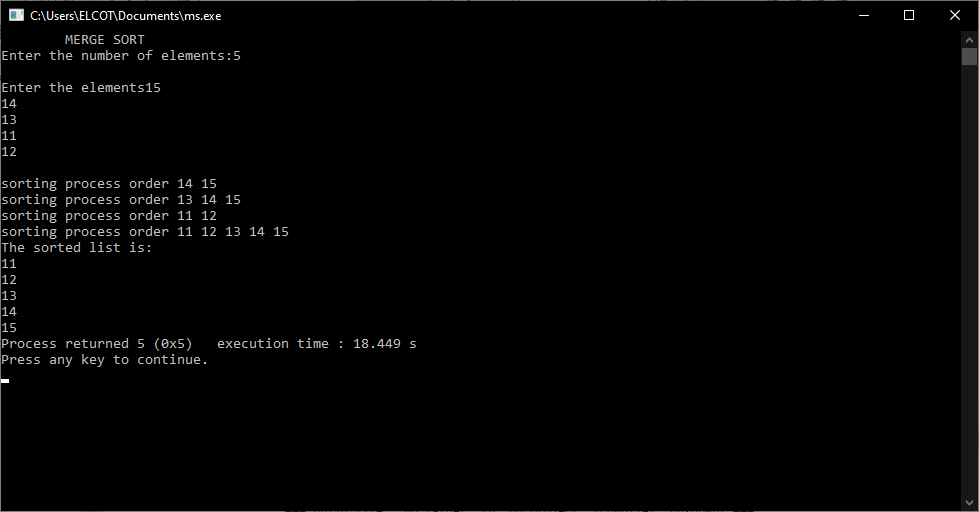 C:\Users\ELCOT\Documents\ms.exe
MERGE SORT
Enter the number of elements:5
Enter the elements15
14
13
11
12
sorting process order 14 15
sorting process order 13 14 15
sorting process order 11 12
sorting process order 11 12 13 14 15
The sorted list is:
11
12
13
14
15
Process returned 5 (0x5)   execution time : 18.449 s
Press any key to continue.